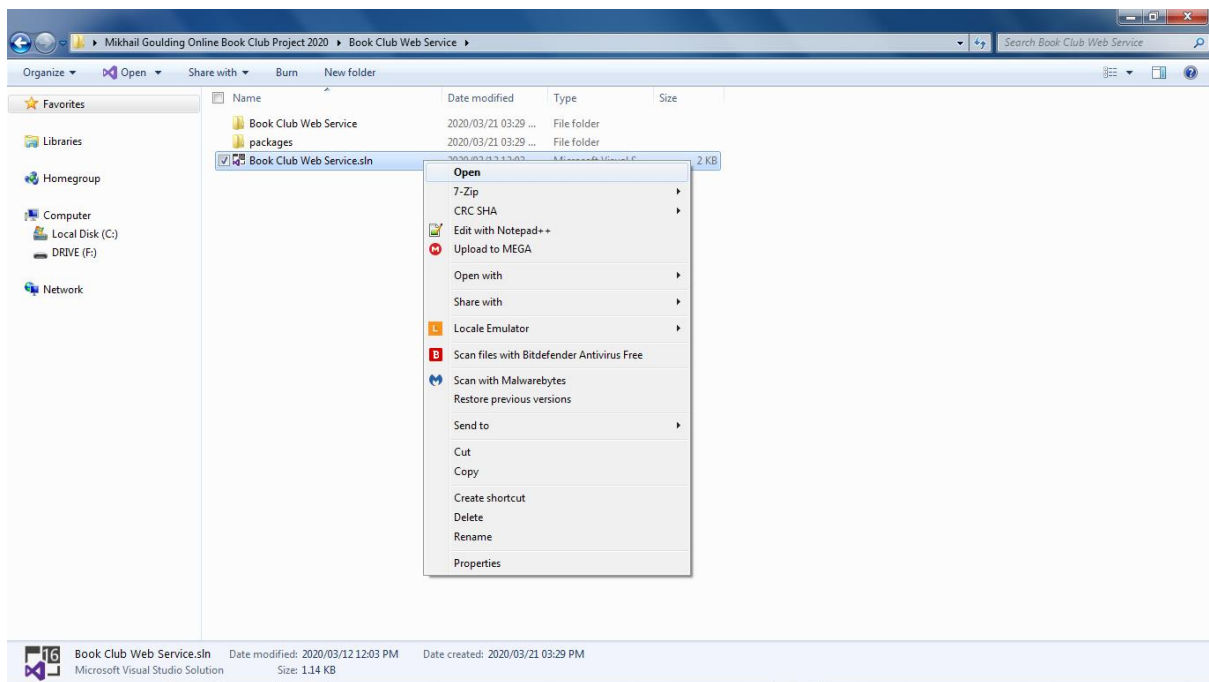 Mikhail Goulding Online Book Club Project 2020 Book Club Web Service
Search Book Club Web Service
Organize Open Share with Burn New folder
Favorites
Libraries
Homegroup
Computer
Local Disk (C:)
DRIVE (F:)
Network
Name Date modified Type Size
Book Club Web Service 2020/03/21 03:29 ... File folder
packages 2020/03/21 03:29 ... File folder
Book Club Web Service.sln 2 KB
Open
7-Zip
CRC SHA
Edit with Notepad++
Upload to MEGA
Open with
Share with
L Locale Emulator
B Scan files with Bitdefender Antivirus Free
Scan with Malwarebytes
Restore previous versions
Send to
Cut
Copy
Create shortcut
Delete
Rename
Properties
16
Book Club Web Service.sln Date modified: 2020/03/12 12:03 PM Date created: 2020/03/21 03:29 PM
Microsoft Visual Studio Solution Size: 1.14 KB